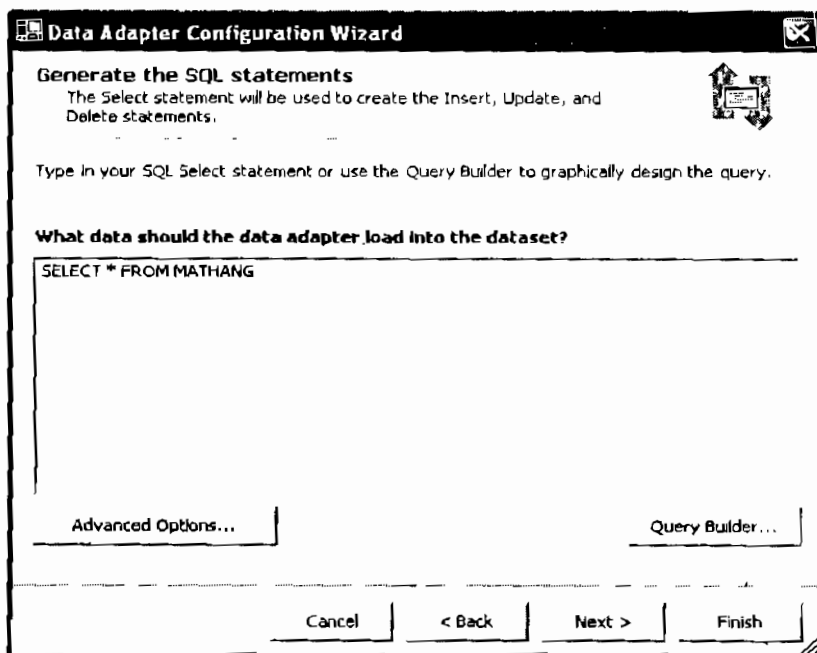 Data Adapter Configuration Wizard
Generate the SQL statements
The Select statement will be used to create the Insert, Update, and
Delete statements.
Type in your SQL Select statement or use the Query Builder to graphically design the query.
What data should the data adapter load into the dataset?
SELECT * FROM MATHANG
Advanced Options...
Query Builder...
Cancel
< Back
Next >
Finish